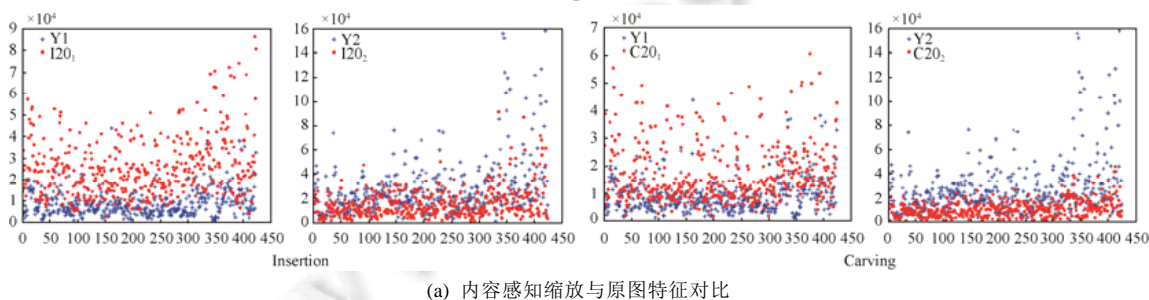 ×10⁴ ×10⁴ ×10⁴ ×10⁴
9 16 7 16
Y1 Y2 Y1 Y2
I20₁ I20₂ C20₁ C20₂
8 14 6 14
7 12 5 12
6 10 4 10
5 8 3 8
4 6 2 6
3 4 1 4
2 2 0 2
1 0 0
0
0 50 100 150 200 250 300 350 400 450 0 50 100 150 200 250 300 350 400 450 0 50 100 150 200 250 300 350 400 450 0 50 100 150 200 250 300 350 400 450
Insertion Carving
(a) 内容感知缩放与原图特征对比